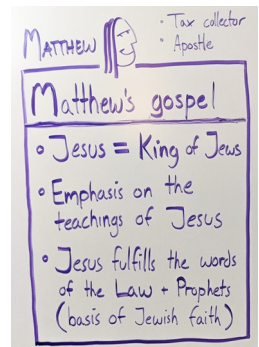 MATTHEW
• Tax collector
• Apostle
Matthew's gospel
• Jesus = King of Jews
• Emphasis on the
teachings of Jesus
• Jesus fulfills the words
of the Law + Prophets
(basis of Jewish faith)